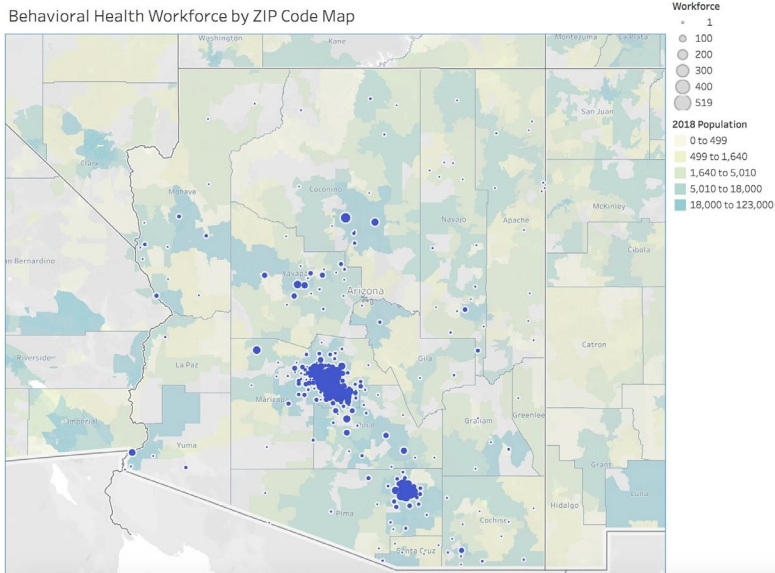 Behavioral Health Workforce by ZIP Code Map
Workforce
1
100
200
300
400
519
2018 Population
0 to 499
499 to 1,640
1,640 to 5,010
5,010 to 18,000
18,000 to 123,000
Washington
Kane
Montezuma
La Plata
San Juan
Clark
Mohave
Coconino
Navajo
Apache
McKinley
Cibola
an Bernardino
Yavapai
Arizona
Catron
Riverside
La Paz
Gila
Maricopa
Imperial
Yuma
Graham
Greenlee
Grant
Luna
Hidalgo
Pima
Cochise
Santa Cruz